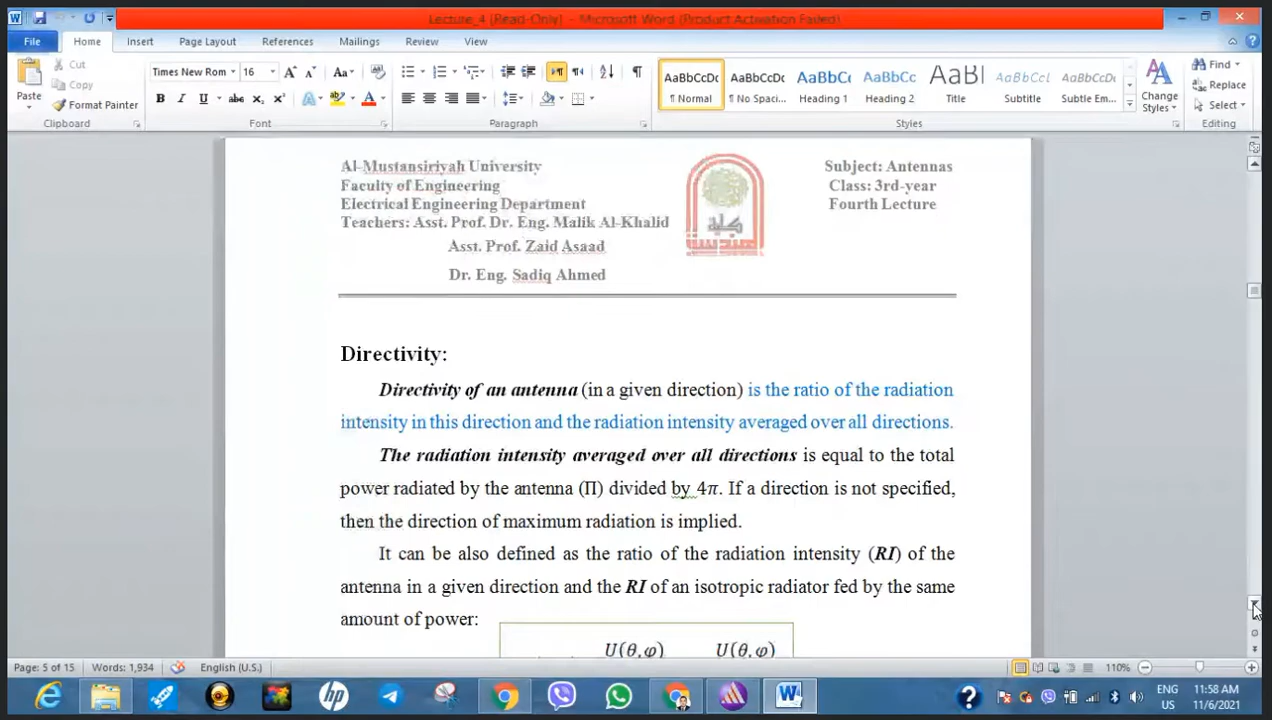 Lecture_4 [Read-Only] - Microsoft Word (Product Activation Failed)
File Home Insert Page Layout References Mailings Review View
Paste
Cut
Copy
Format Painter
Clipboard
Times New Rom 16
Font
Paragraph
AaBbCcDc AaBbCcDc AaBbC AaBbCc AaBbl AaBbCcL AaBbCcDc
¶ Normal ¶ No Spaci... Heading 1 Heading 2 Title Subtitle Subtle Em...
Change Styles
Styles
Find
Replace
Select
Editing
Al-Mustansiriyah University
Faculty of Engineering
Electrical Engineering Department
Teachers: Asst. Prof. Dr. Eng. Malik Al-Khalid
Asst. Prof. Zaid Asaad
Dr. Eng. Sadiq Ahmed
كلية
الهندسة
Subject: Antennas
Class: 3rd-year
Fourth Lecture
Directivity:
Directivity of an antenna (in a given direction) is the ratio of the radiation
intensity in this direction and the radiation intensity averaged over all directions.
The radiation intensity averaged over all directions is equal to the total
power radiated by the antenna (Π) divided by 4π. If a direction is not specified,
then the direction of maximum radiation is implied.
It can be also defined as the ratio of the radiation intensity (RI) of the
antenna in a given direction and the RI of an isotropic radiator fed by the same
amount of power:
U(θ,φ) U(θ,φ)
Page: 5 of 15 Words: 1,934 English (U.S.) 110%
ENG 11:58 AM
US 11/6/2021